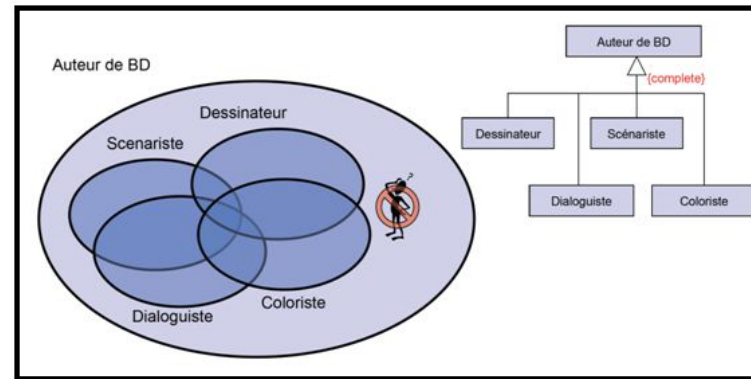 Auteur de BD
Dessinateur
Scenariste
?
Dialoguiste
Coloriste
Auteur de BD
{complete}
Dessinateur
Scénariste
Dialoguiste
Coloriste